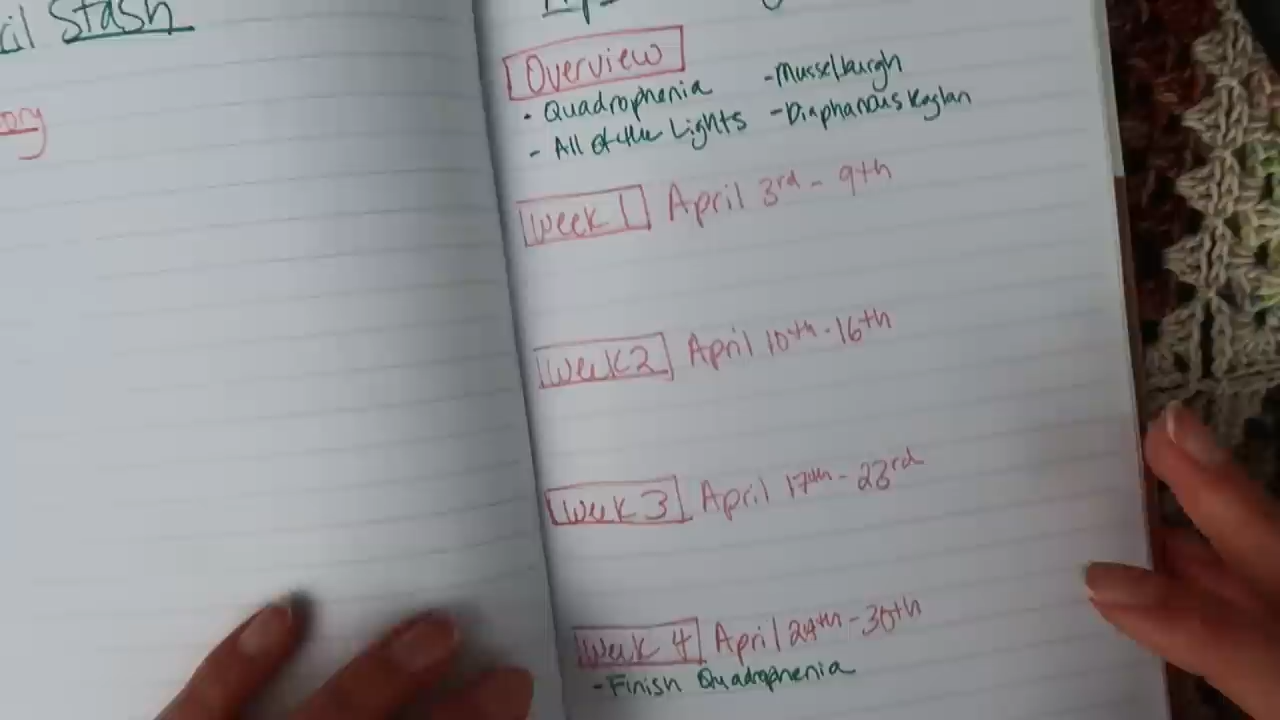 Stash
Overview
· Quadrophenia
- All of the Lights
- Musselburgh
- Diaphanous Raglan
Week 1 April 3rd - 9th
Week 2 April 10th - 16th
Week 3 April 17th - 23rd
Week 4 April 24th - 30th
- Finish Quadrophenia